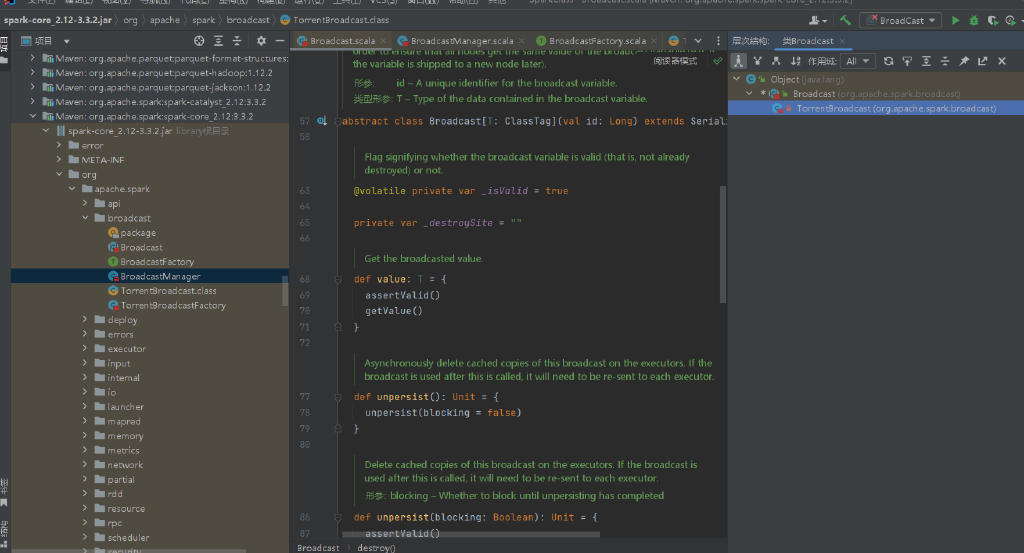 spark-core_2.12-3.3.2.jar
org
apache
spark
broadcast
TorrentBroadcast.class
BroadCast
项目
Maven: org.apache.parquet:parquet-format-structures:
Maven: org.apache.parquet:parquet-hadoop:1.12.2
Maven: org.apache.parquet:parquet-jackson:1.12.2
Maven: org.apache.spark:spark-catalyst_2.12:3.3.2
Maven: org.apache.spark:spark-core_2.12:3.3.2
spark-core_2.12-3.3.2.jar library根目录
error
META-INF
org
apache.spark
api
broadcast
package
Broadcast
BroadcastFactory
BroadcastManager
TorrentBroadcast.class
TorrentBroadcastFactory
deploy
errors
executor
input
internal
io
launcher
mapred
memory
metrics
network
partial
rdd
resource
rpc
scheduler
security
Broadcast.scala
BroadcastManager.scala
BroadcastFactory.scala
阅读器模式
the variable is shipped to a new node later).
形参: id – A unique identifier for the broadcast variable.
类型形参: T – Type of the data contained in the broadcast variable.
57 abstract class Broadcast[T: ClassTag](val id: Long) extends Serial
58
Flag signifying whether the broadcast variable is valid (that is, not already
destroyed) or not.
63 @volatile private var _isValid = true
64
65 private var _destroySite = ""
66
Get the broadcasted value.
68 def value: T = {
69 assertValid()
70 getValue()
71 }
72
Asynchronously delete cached copies of this broadcast on the executors. If the
broadcast is used after this is called, it will need to be re-sent to each executor.
77 def unpersist(): Unit = {
78 unpersist(blocking = false)
79 }
80
Delete cached copies of this broadcast on the executors. If the broadcast is
used after this is called, it will need to be re-sent to each executor.
形参: blocking – Whether to block until unpersisting has completed
86 def unpersist(blocking: Boolean): Unit = {
87 assertValid()
Broadcast
destroy()
层次结构: 类Broadcast
作用域: All
Object (java.lang)
Broadcast (org.apache.spark.broadcast)
TorrentBroadcast (org.apache.spark.broadcast)